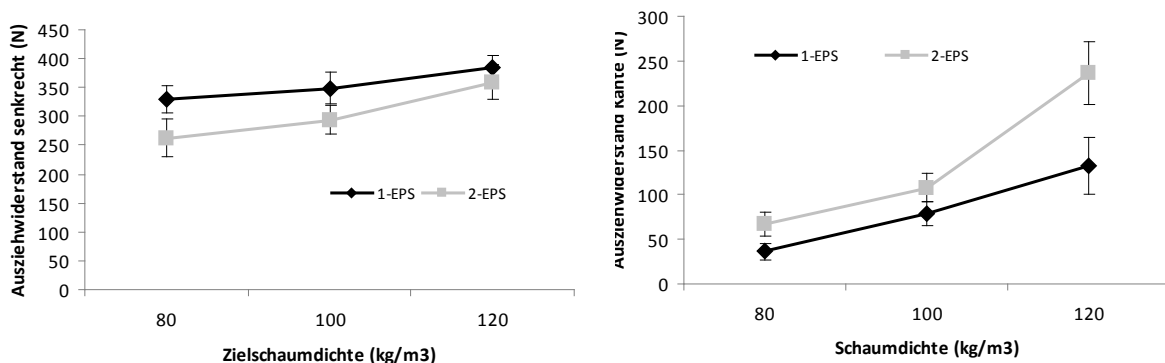 Ausziehwiderstand senkrecht (N)
450
400
350
300
250
200
150
100
50
0
1-EPS
2-EPS
80
100
120
Zielschaumdichte (kg/m3)
Ausziehwiderstand Kante (N)
300
250
200
150
100
50
0
1-EPS
2-EPS
80
100
120
Schaumdichte (kg/m3)